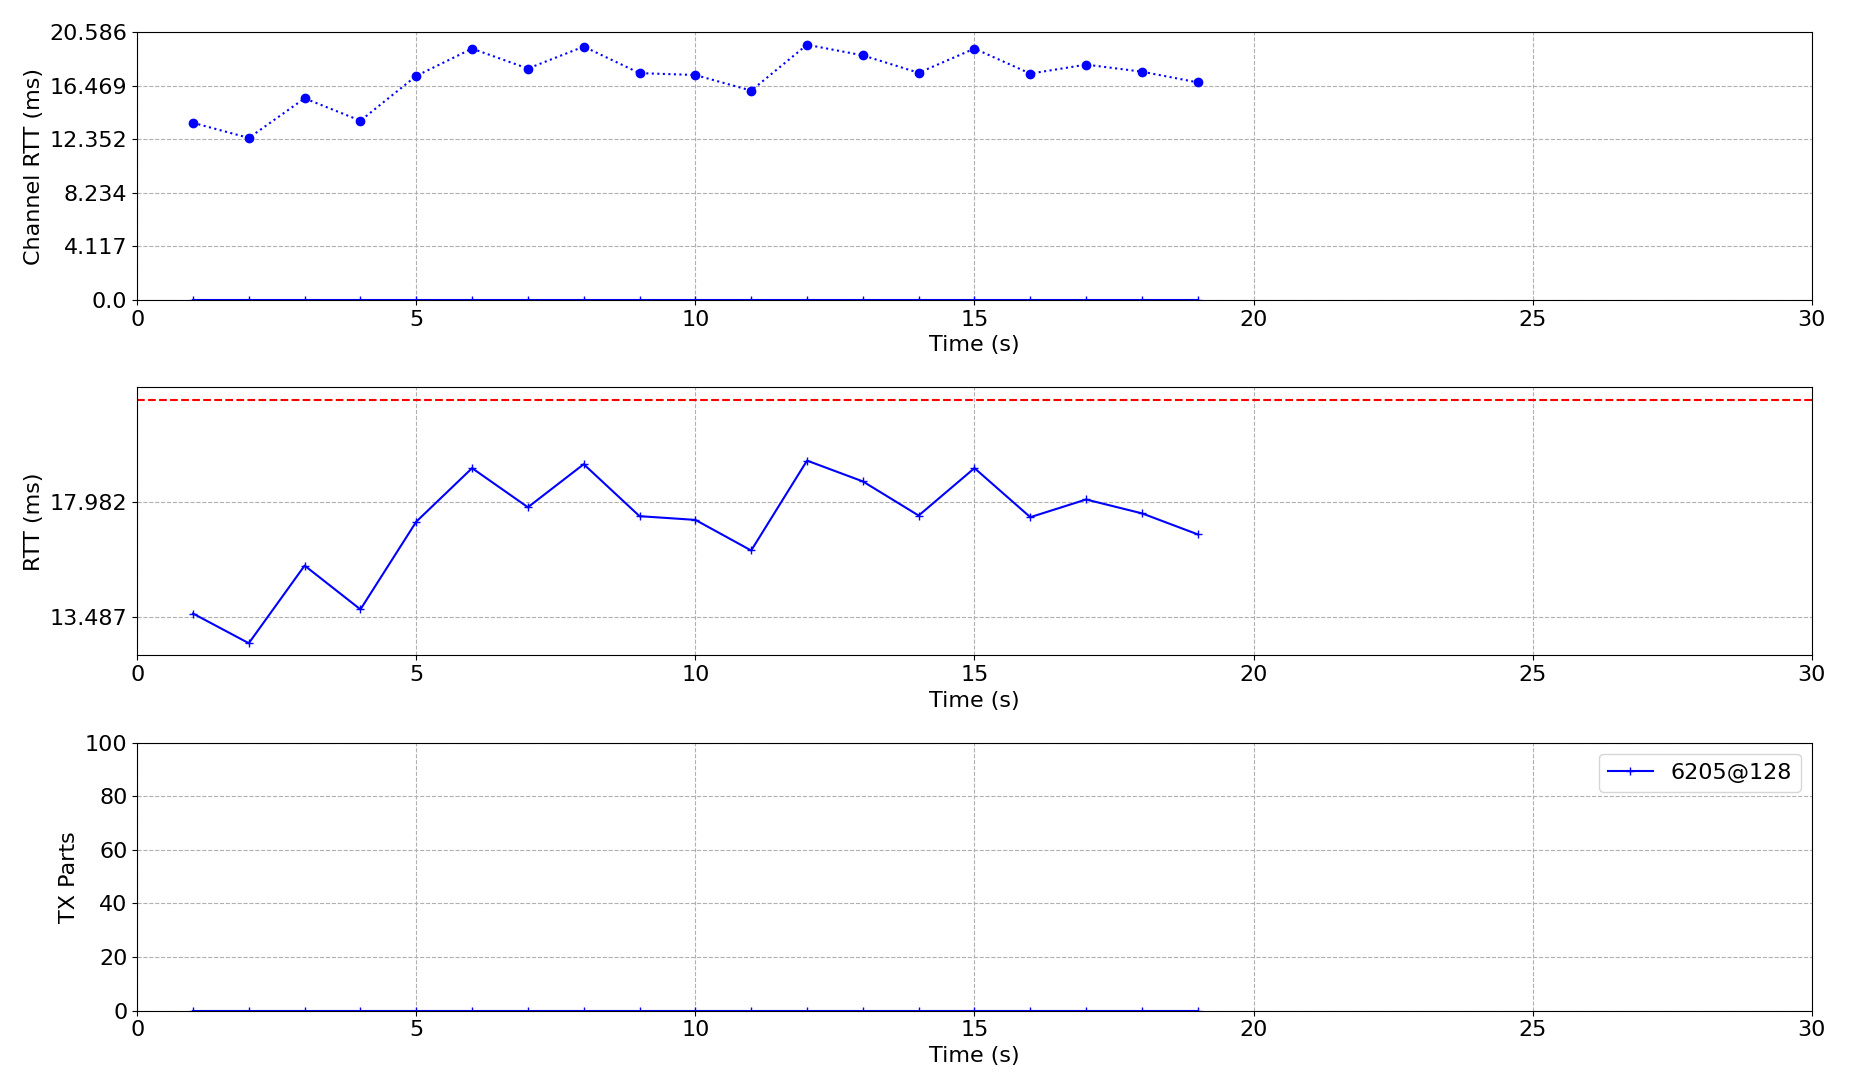 20.586
16.469
12.352
8.234
4.117
0.0
Channel RTT (ms)
0 5 10 15 20 25 30
Time (s)
17.982
13.487
RTT (ms)
0 5 10 15 20 25 30
Time (s)
100
80
60
40
20
0
TX Parts
6205@128
0 5 10 15 20 25 30
Time (s)